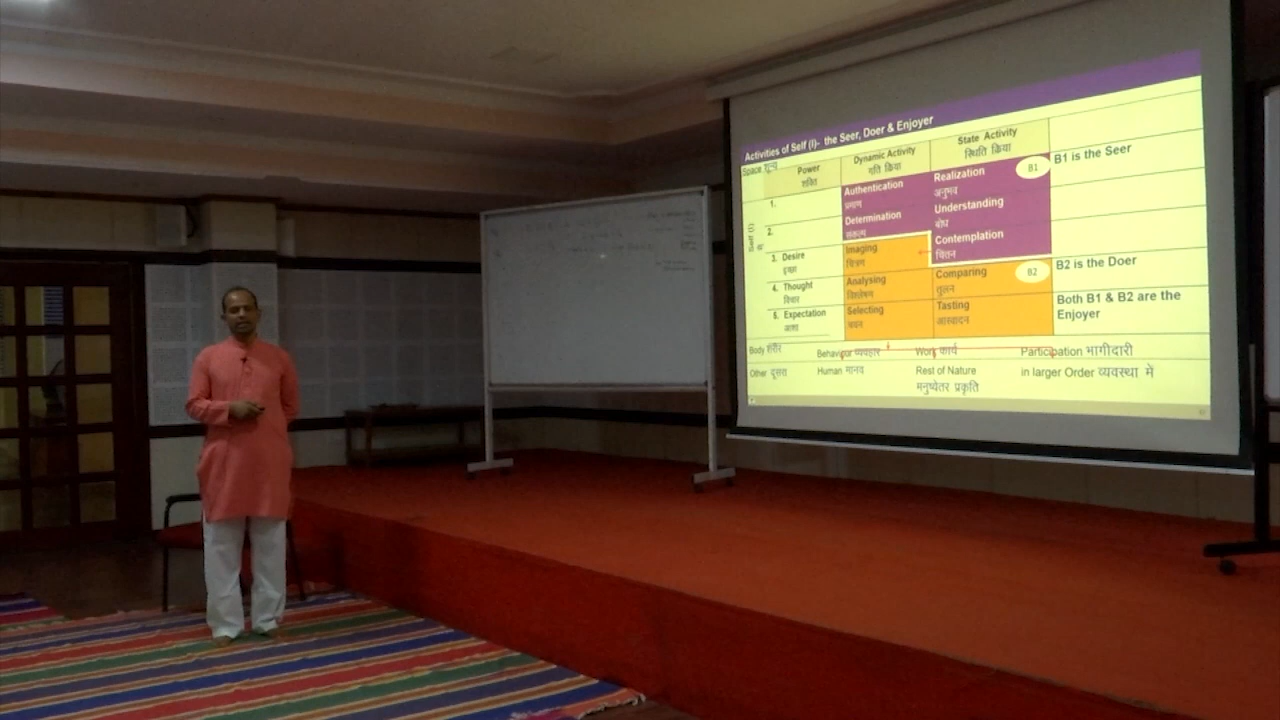 Activities of Self (I)- the Seer, Doer & Enjoyer
Space शून्य
Power
शक्ति
Dynamic Activity
गति क्रिया
State Activity
स्थिति क्रिया
Self (I)
1.
Authentication
प्रमाण
Realization
अनुभव
B1
B1 is the Seer
2.
Determination
संकल्प
Understanding
बोध
3. Desire
इच्छा
Imaging
चित्रण
Contemplation
चिंतन
4. Thought
विचार
Analysing
विश्लेषण
Comparing
तुलन
B2
B2 is the Doer
5. Expectation
आशा
Selecting
चयन
Tasting
आस्वादन
Both B1 & B2 are the
Enjoyer
Body शरीर
Behaviour व्यवहार
Work कार्य
Participation भागीदारी
Other दूसरा
Human मानव
Rest of Nature
मनुष्येतर प्रकृति
in larger Order व्यवस्था में